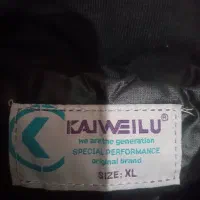 KAIWEILU®
we are the generation
SPECIAL PERFORMANCE
original brand
SIZE: XL